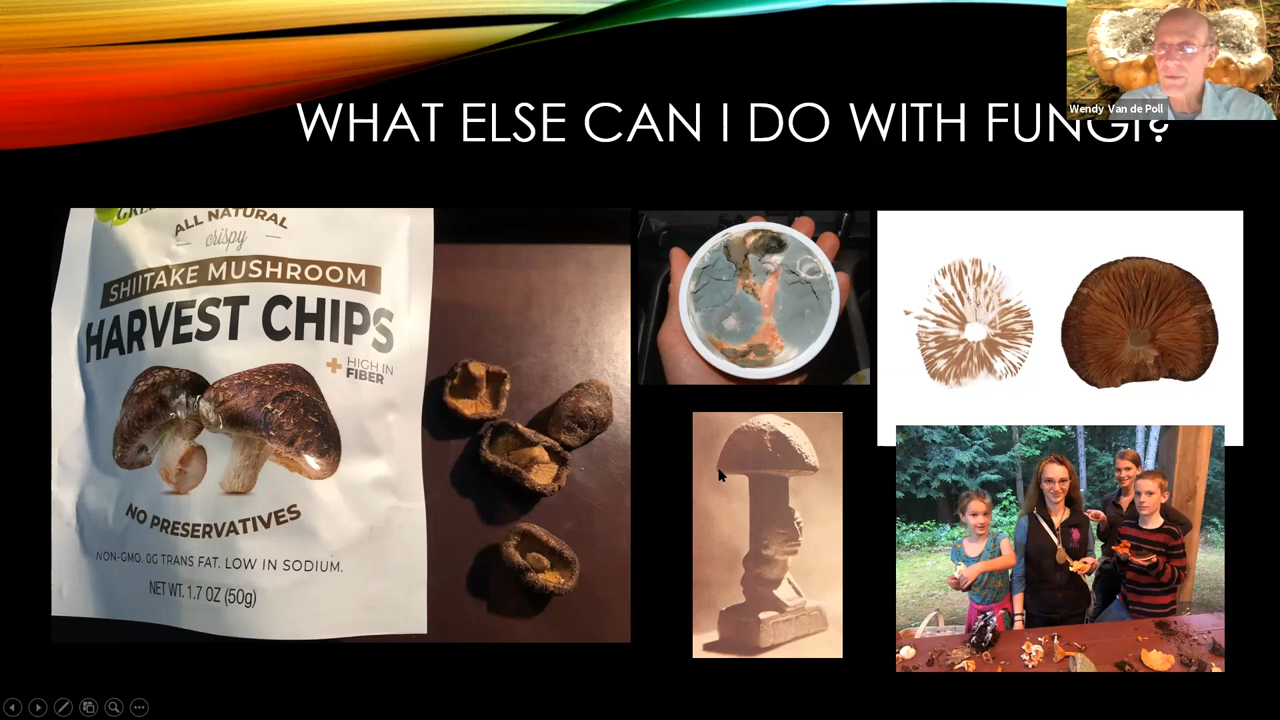 Wendy Van de Poll
WHAT ELSE CAN I DO WITH FUNGI?
ALL NATURAL
crispy
SHIITAKE MUSHROOM
HARVEST CHIPS
+ HIGH IN
FIBER
NO PRESERVATIVES
NON-GMO. 0G TRANS FAT. LOW IN SODIUM.
NET WT. 1.7 OZ (50g)